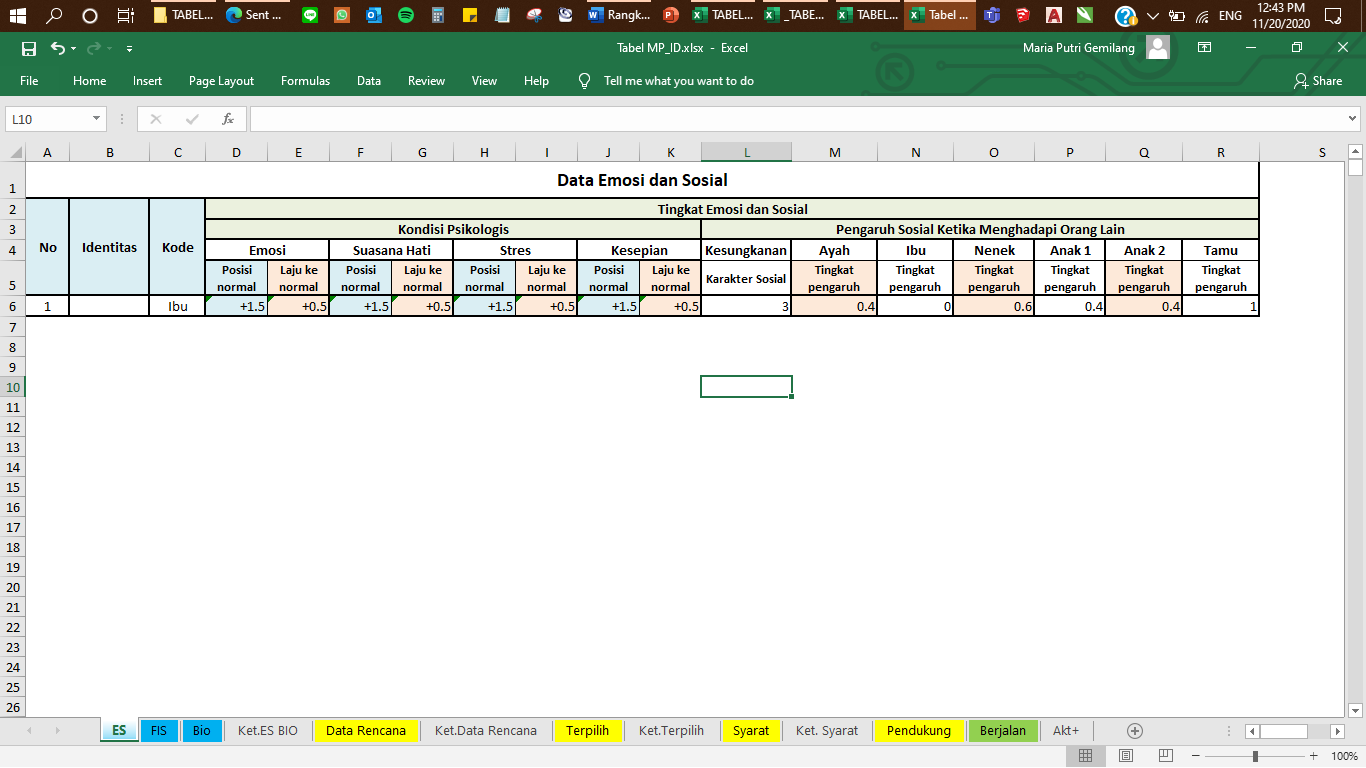 TABEL... Sent ... Rangk... TABEL... _TABE... TABEL... Tabel ... ENG 12:43 PM
11/20/2020
Tabel MP_ID.xlsx - Excel Maria Putri Gemilang
File Home Insert Page Layout Formulas Data Review View Help Tell me what you want to do Share
L10 fx
A B C D E F G H I J K L M N O P Q R S
1 Data Emosi dan Sosial
2 Tingkat Emosi dan Sosial
3 Kondisi Psikologis Pengaruh Sosial Ketika Menghadapi Orang Lain
No Identitas Kode
4 Emosi Suasana Hati Stres Kesepian Kesungkanan Ayah Ibu Nenek Anak 1 Anak 2 Tamu
5 Posisi normal Laju ke normal Posisi normal Laju ke normal Posisi normal Laju ke normal Posisi normal Laju ke normal Karakter Sosial Tingkat pengaruh Tingkat pengaruh Tingkat pengaruh Tingkat pengaruh Tingkat pengaruh Tingkat pengaruh
6 1 Ibu +1.5 +0.5 +1.5 +0.5 +1.5 +0.5 +1.5 +0.5 3 0.4 0 0.6 0.4 0.4 1
7
8
9
10
11
12
13
14
15
16
17
18
19
20
21
22
23
24
25
26
ES FIS Bio Ket.ES BIO Data Rencana Ket.Data Rencana Terpilih Ket.Terpilih Syarat Ket. Syarat Pendukung Berjalan Akt+
100%